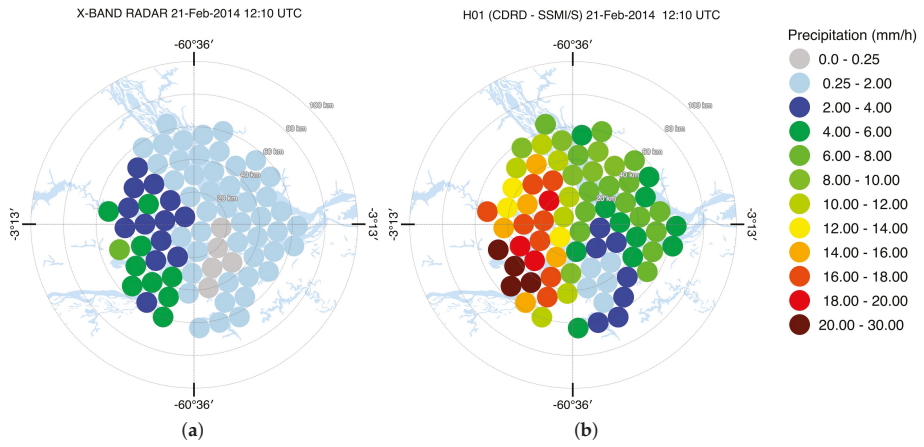 X-BAND RADAR 21-Feb-2014 12:10 UTC
-60°36′
100 km
80 km
60 km
40 km
20 km
-3°13′
-3°13′
-60°36′
(a)
H01 (CDRD - SSMI/S) 21-Feb-2014 12:10 UTC
-60°36′
100 km
80 km
60 km
40 km
20 km
-3°13′
-3°13′
-60°36′
(b)
Precipitation (mm/h)
0.0 - 0.25
0.25 - 2.00
2.00 - 4.00
4.00 - 6.00
6.00 - 8.00
8.00 - 10.00
10.00 - 12.00
12.00 - 14.00
14.00 - 16.00
16.00 - 18.00
18.00 - 20.00
20.00 - 30.00